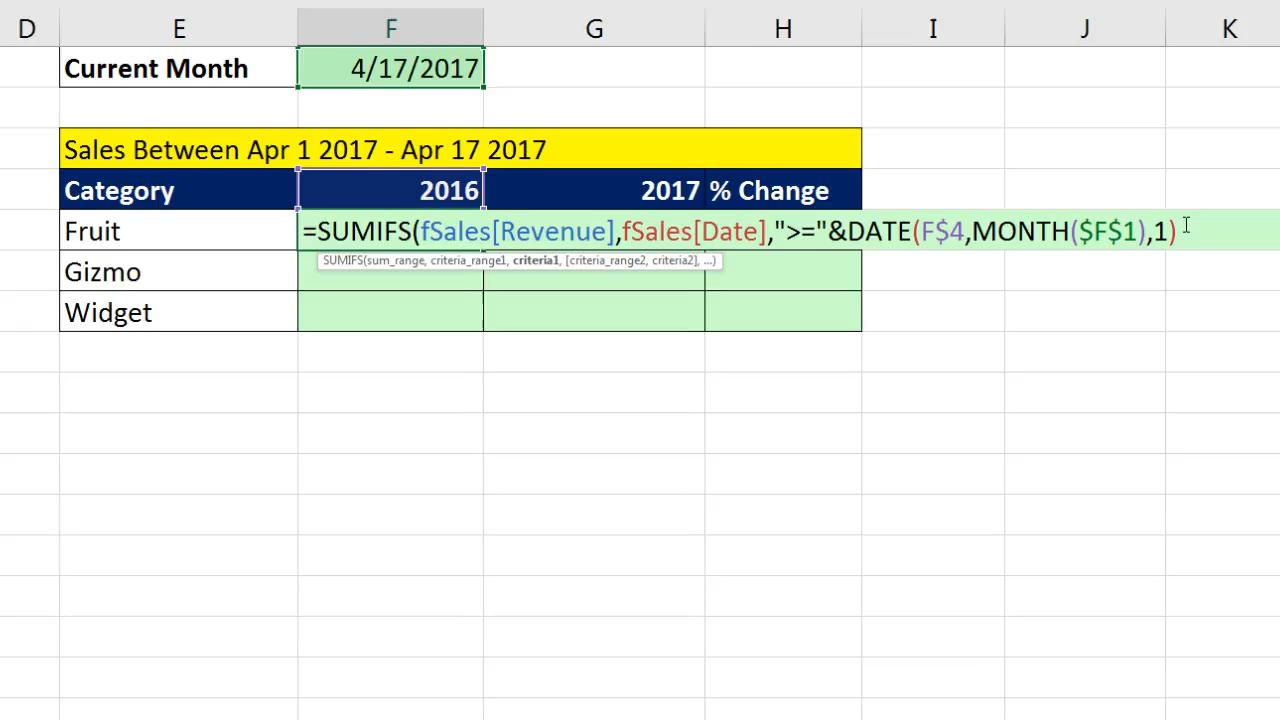 D E F G H I J K
Current Month 4/17/2017
Sales Between Apr 1 2017 - Apr 17 2017
Category 2016 2017 % Change
Fruit =SUMIFS(fSales[Revenue],fSales[Date],">="&DATE(F$4,MONTH($F$1),1)
SUMIFS(sum_range, criteria_range1, criteria1, [criteria_range2, criteria2], ...)
Gizmo
Widget